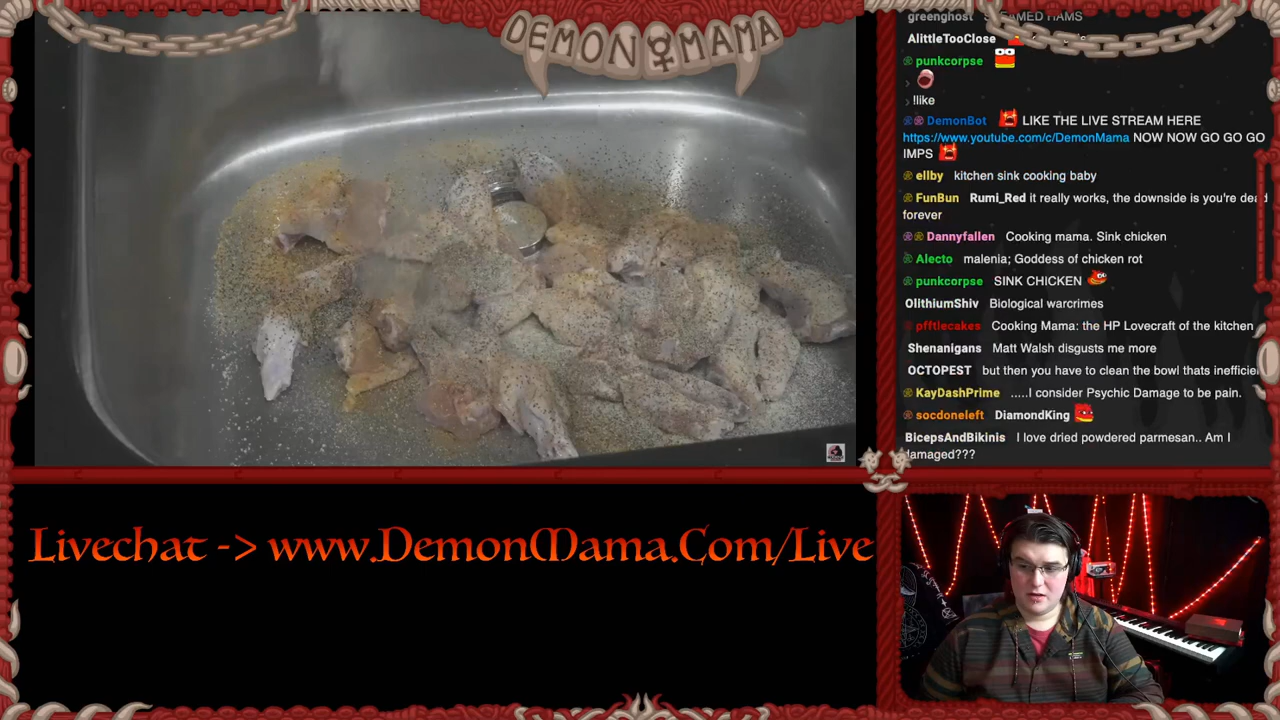 DEMON MAMA
greenghost STEAMED HAMS
AlittleTooClose
punkcorpse
!like
DemonBot LIKE THE LIVE STREAM HERE
https://www.youtube.com/c/DemonMama NOW NOW GO GO GO
IMPS
ellby kitchen sink cooking baby
FunBun Rumi_Red it really works, the downside is you're dead
forever
Dannyfallen Cooking mama. Sink chicken
Alecto malenia; Goddess of chicken rot
punkcorpse SINK CHICKEN
OlithiumShiv Biological warcrimes
pfftlecakes Cooking Mama: the HP Lovecraft of the kitchen
Shenanigans Matt Walsh disgusts me more
OCTOPEST but then you have to clean the bowl thats inefficie
KayDashPrime .....I consider Psychic Damage to be pain.
socdoneleft DiamondKing
BicepsAndBikinis I love dried powdered parmesan.. Am I
damaged???
Livechat -> www.DemonMama.Com/Live